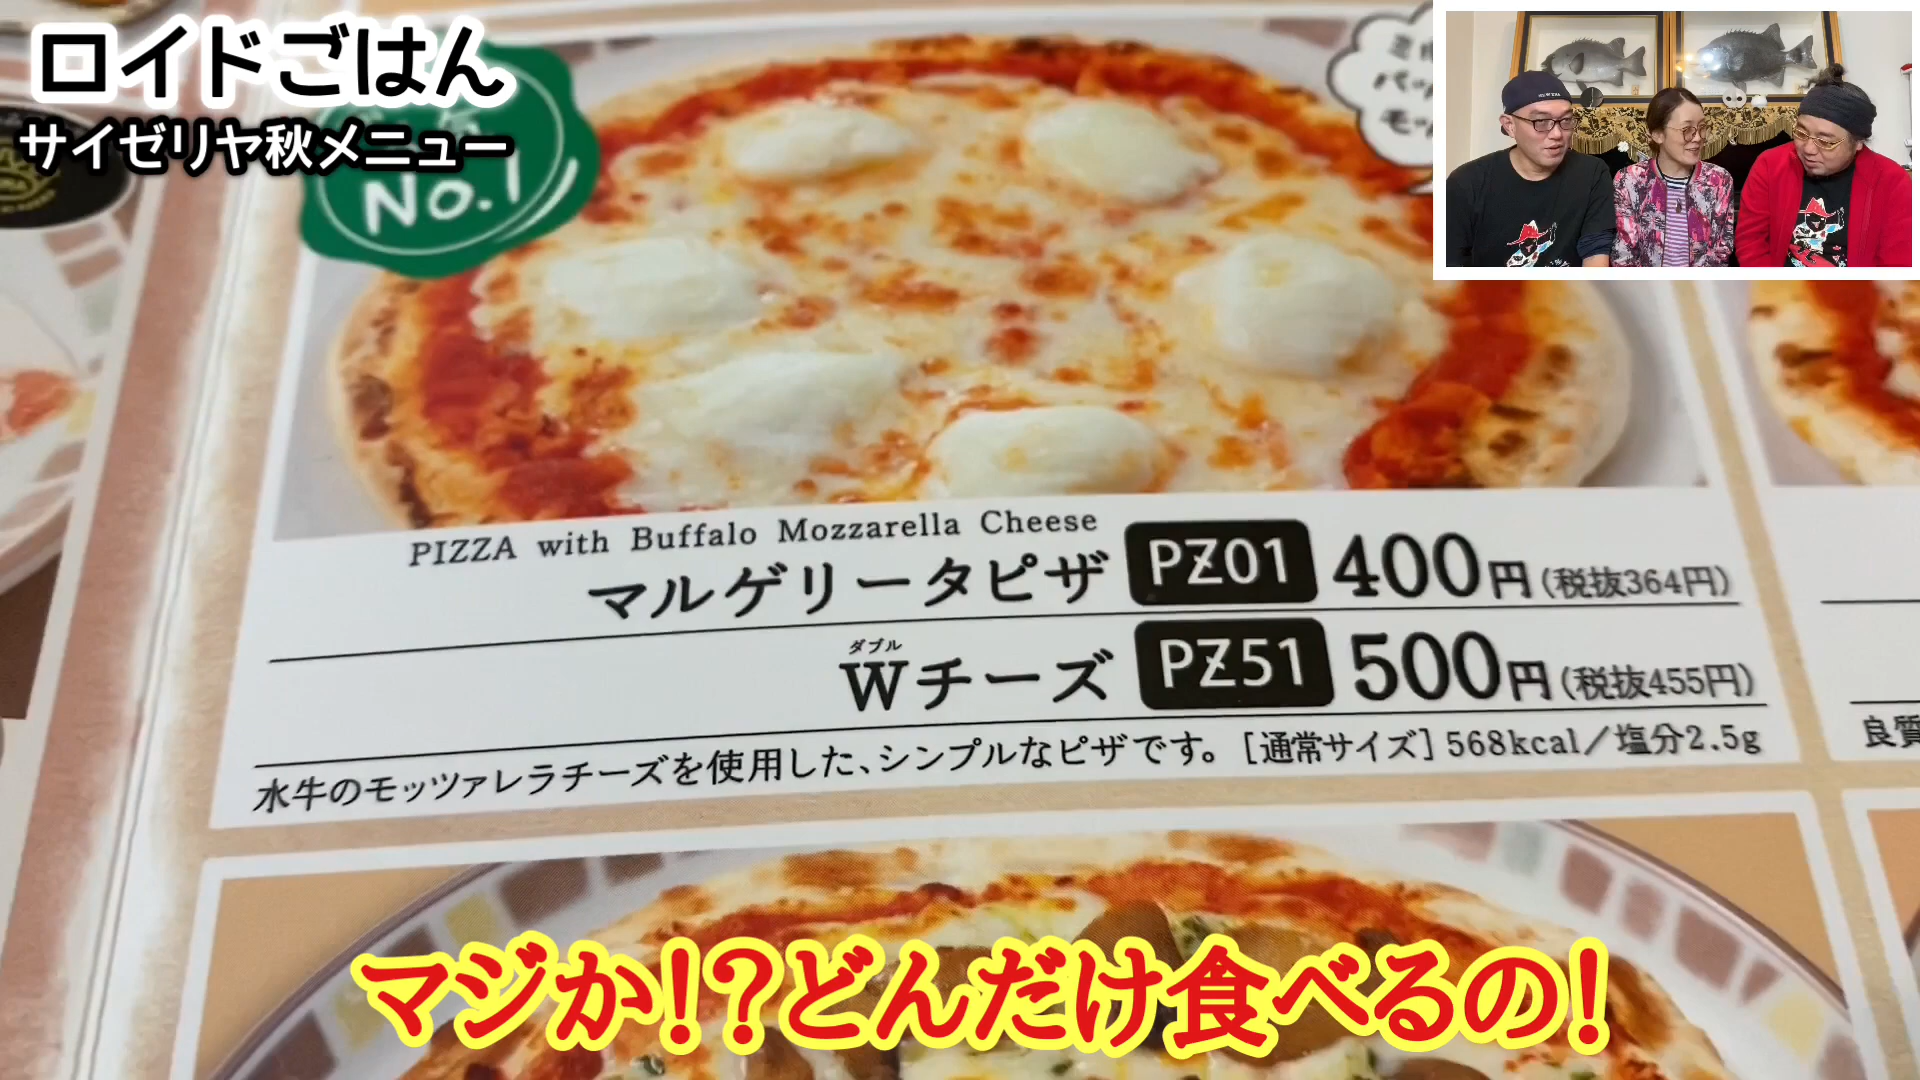 ロイドごはん
サイゼリヤ秋メニュー
No.1
PIZZA with Buffalo Mozzarella Cheese
マルゲリータピザ PZ01 400円(税抜364円)
ダブル
Wチーズ PZ51 500円(税抜455円)
水牛のモッツァレラチーズを使用した、シンプルなピザです。[通常サイズ]568kcal/塩分2.5g
良質
マジか!?どんだけ食べるの!